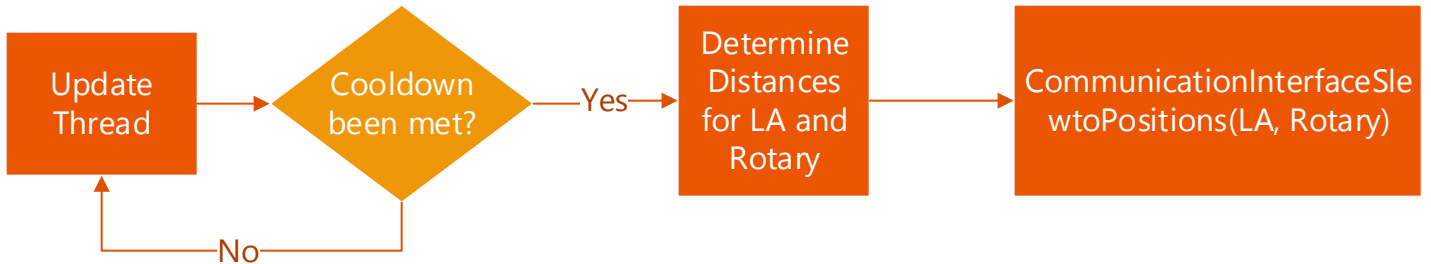 Update
Thread
Cooldown
been met?
Yes
Determine
Distances
for LA and
Rotary
CommunicationInterfaceSle
wtoPositions(LA, Rotary)
No